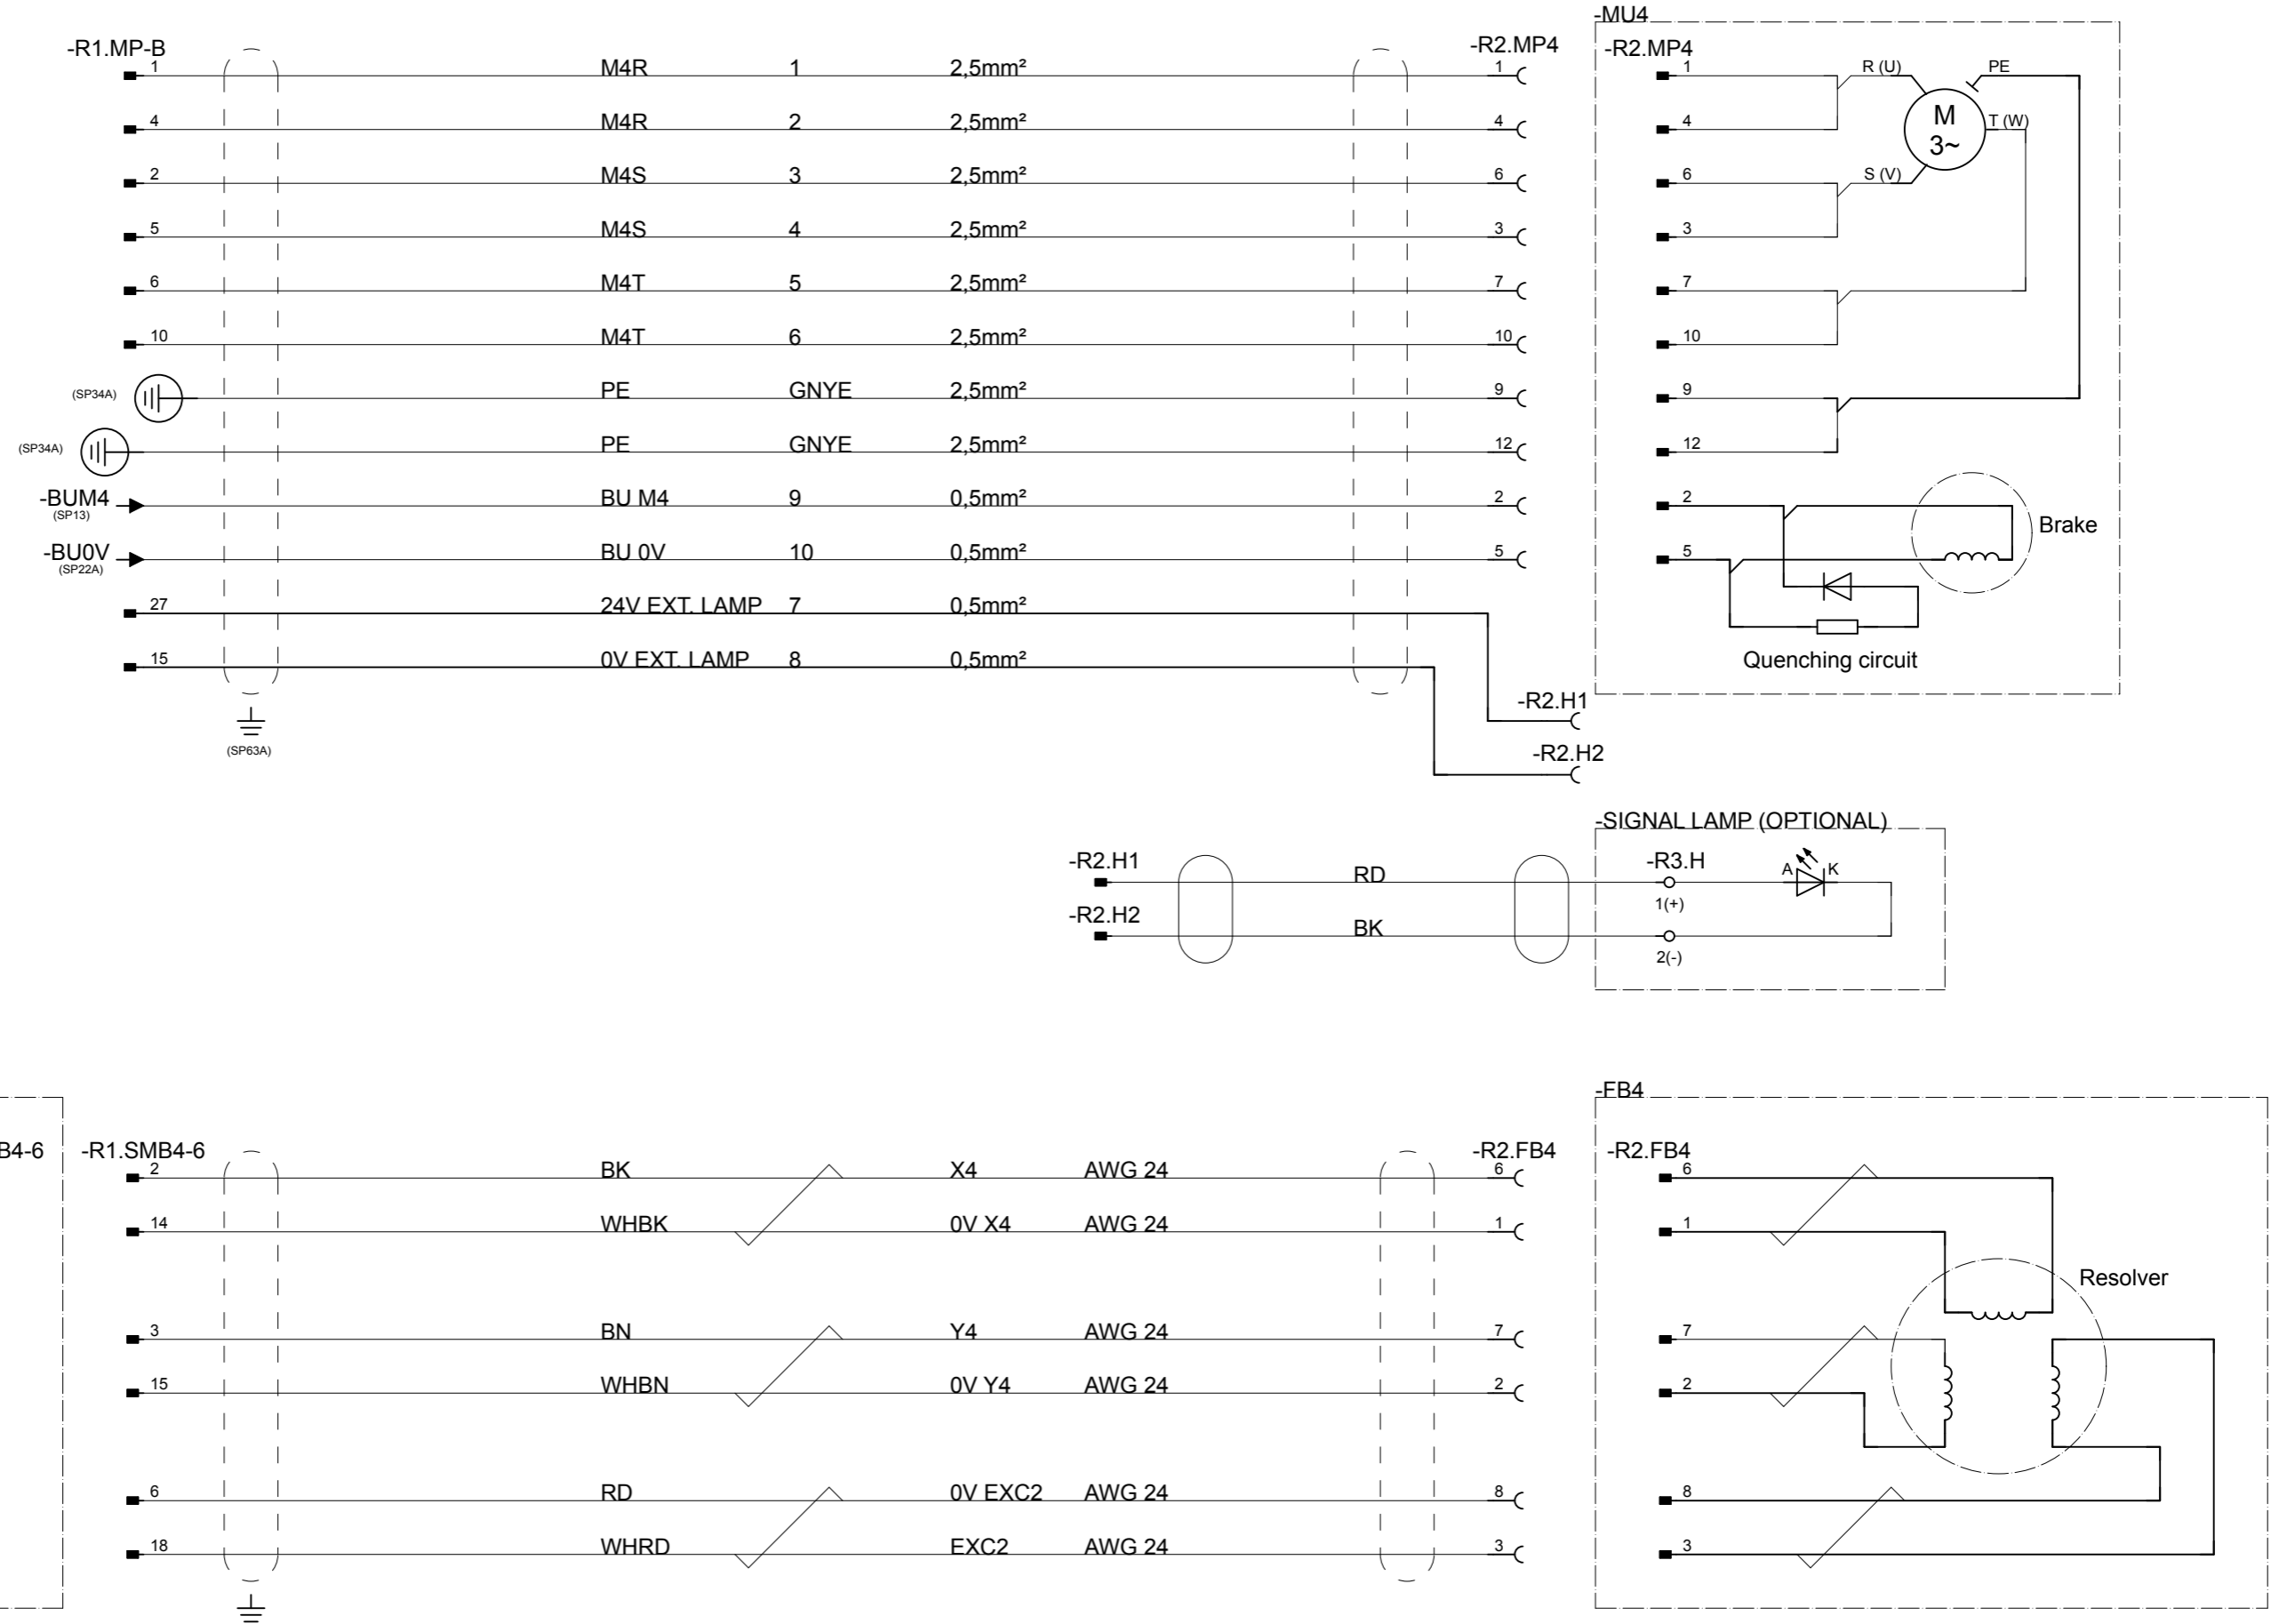 -MU4
-R1.MP-B -R2.MP4 -R2.MP4
1 M4R 1 2,5mm² 1 1 R (U) PE
4 M4R 2 2,5mm² 4 4 M T (W)
3~
2 M4S 3 2,5mm² 6 6 S (V)
5 M4S 4 2,5mm² 3 3
6 M4T 5 2,5mm² 7 7
10 M4T 6 2,5mm² 10 10
(SP34A) PE GNYE 2,5mm² 9 9
(SP34A) PE GNYE 2,5mm² 12 12
-BUM4 BU M4 9 0,5mm² 2 2
(SP13) Brake
-BU0V BU 0V 10 0,5mm² 5 5
(SP22A)
27 24V EXT. LAMP 7 0,5mm²
15 0V EXT. LAMP 8 0,5mm² Quenching circuit
-R2.H1
(SP63A) -R2.H2
-SIGNAL LAMP (OPTIONAL)
-R2.H1 RD -R3.H A K
1(+)
-R2.H2 BK
2(-)
-FB4
B4-6 -R1.SMB4-6 -R2.FB4 -R2.FB4
2 BK X4 AWG 24 6 6
14 WHBK 0V X4 AWG 24 1 1
Resolver
3 BN Y4 AWG 24 7 7
15 WHBN 0V Y4 AWG 24 2 2
6 RD 0V EXC2 AWG 24 8 8
18 WHRD EXC2 AWG 24 3 3